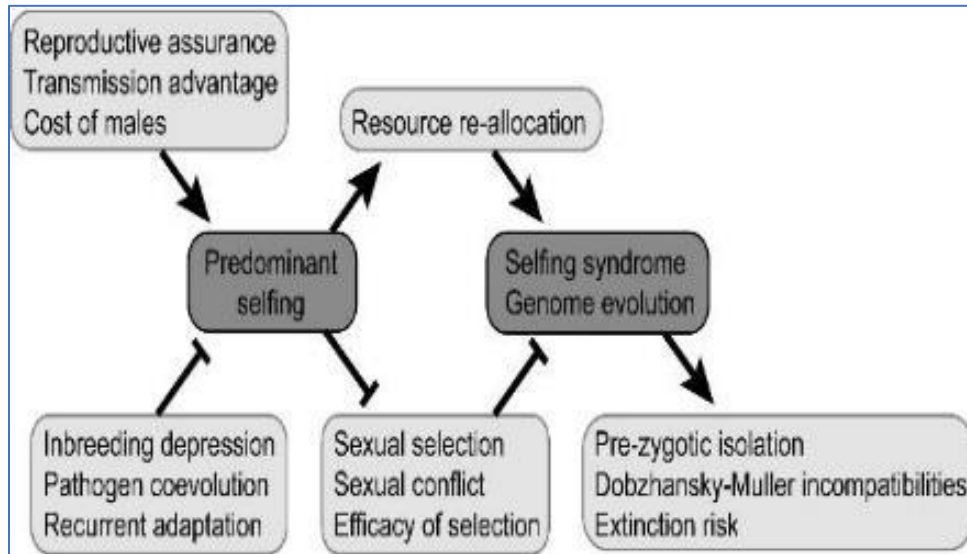 Reproductive assurance
Transmission advantage
Cost of males
Resource re-allocation
Predominant
selfing
Selfing syndrome
Genome evolution
Inbreeding depression
Pathogen coevolution
Recurrent adaptation
Sexual selection
Sexual conflict
Efficacy of selection
Pre-zygotic isolation
Dobzhansky-Muller incompatibilities
Extinction risk